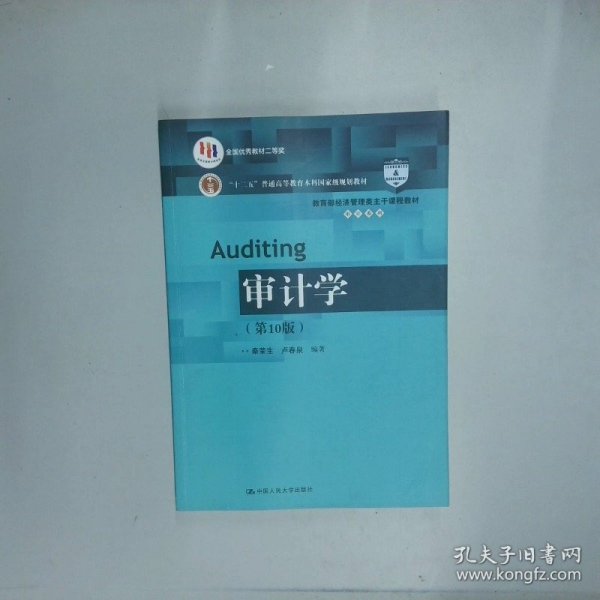 全国优秀教材二等奖
“十二五”普通高等教育本科国家级规划教材
教育部经济管理类主干课程教材
Auditing
审计学
（第10版）
秦荣生 卢春泉 编著
中国人民大学出版社
孔夫子旧书网
www.kongfz.com